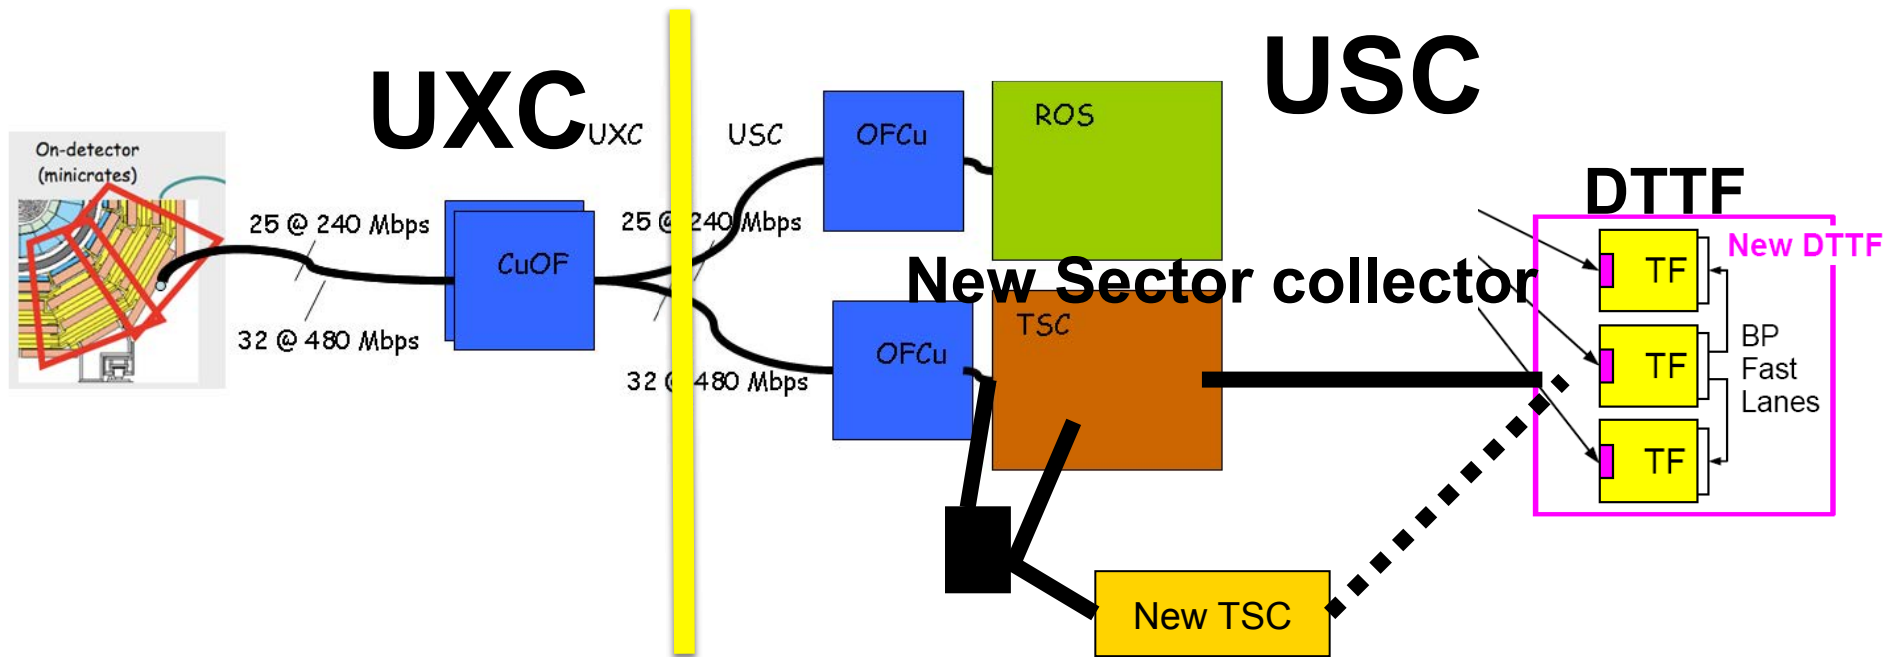 UXC
USC
On-detector
(minicrates)
UXC
USC
25 @ 240 Mbps
32 @ 480 Mbps
CuOF
25 @ 240 Mbps
32 @ 480 Mbps
OFCu
ROS
New Sector collector
OFCu
TSC
New TSC
DTTF
New DTTF
TF
TF
TF
BP
Fast
Lanes